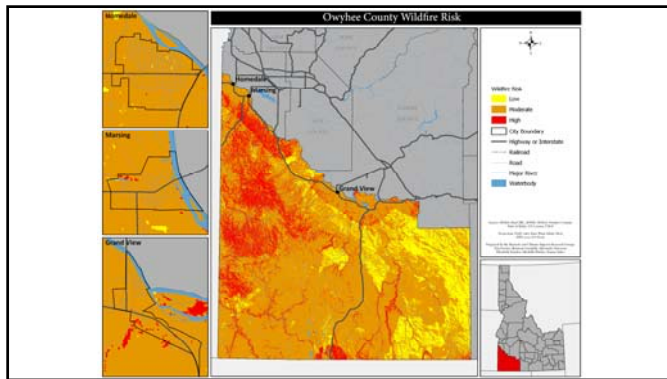 Owyhee County Wildfire Risk
Homedale
Marsing
Grand View
Homedale
Marsing
Grand View
Wildfire Risk
Low
Moderate
High
City Boundary
Highway or Interstate
Railroad
Road
Major River
Waterbody